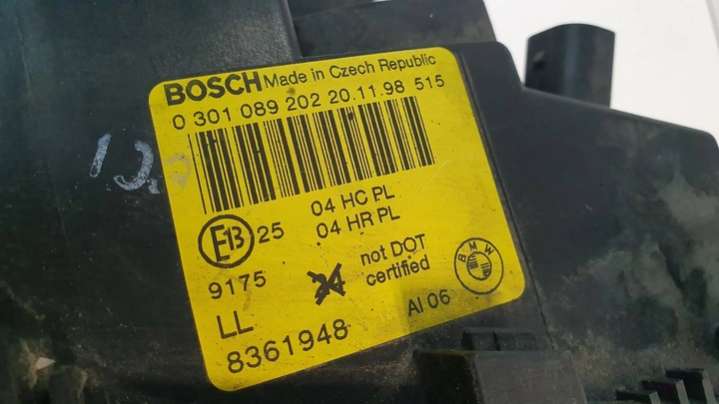 BOSCH Made in Czech Republic
0 301 089 202 20.11.98 515
04 HC PL
04 HR PL
E13 25
not DOT
certified
9175
24
BMW
LL
AI 06
8361948